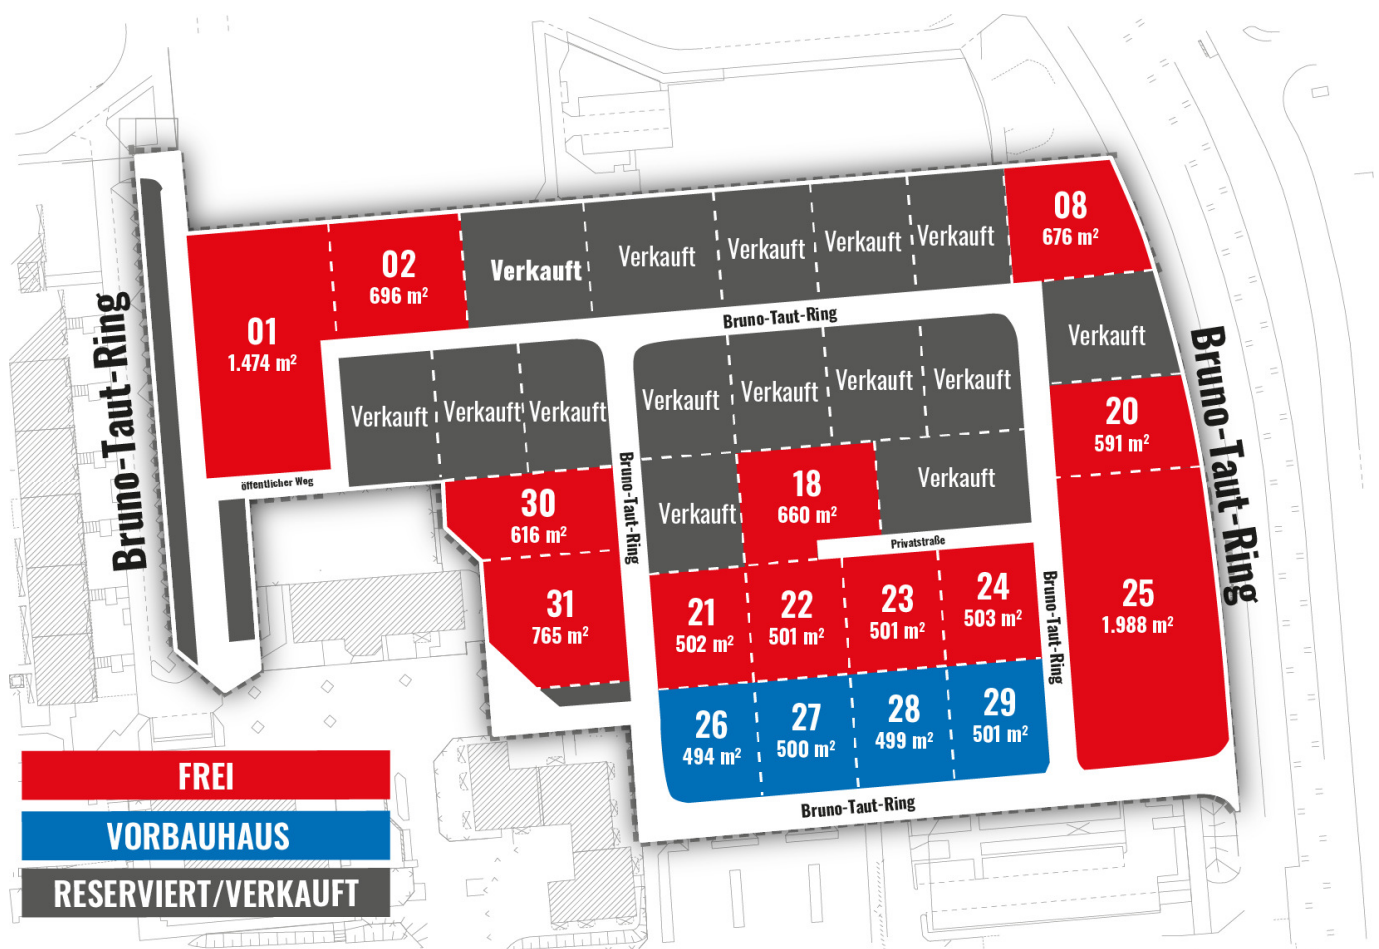 08
676 m²
02
696 m²
Verkauft
Verkauft
Verkauft
Verkauft
Verkauft
01
1.474 m²
Bruno-Taut-Ring
Bruno-Taut-Ring
Verkauft
Bruno-Taut-Ring
Verkauft
Verkauft
Verkauft
Verkauft
Verkauft
Verkauft
Verkauft
20
591 m²
öffentlicher Weg
Bruno-Taut-Ring
30
616 m²
Verkauft
18
660 m²
Verkauft
Privatstraße
31
765 m²
21
502 m²
22
501 m²
23
501 m²
24
503 m²
Bruno-Taut-Ring
25
1.988 m²
26
494 m²
27
500 m²
28
499 m²
29
501 m²
Bruno-Taut-Ring
FREI
VORBAUHAUS
RESERVIERT/VERKAUFT